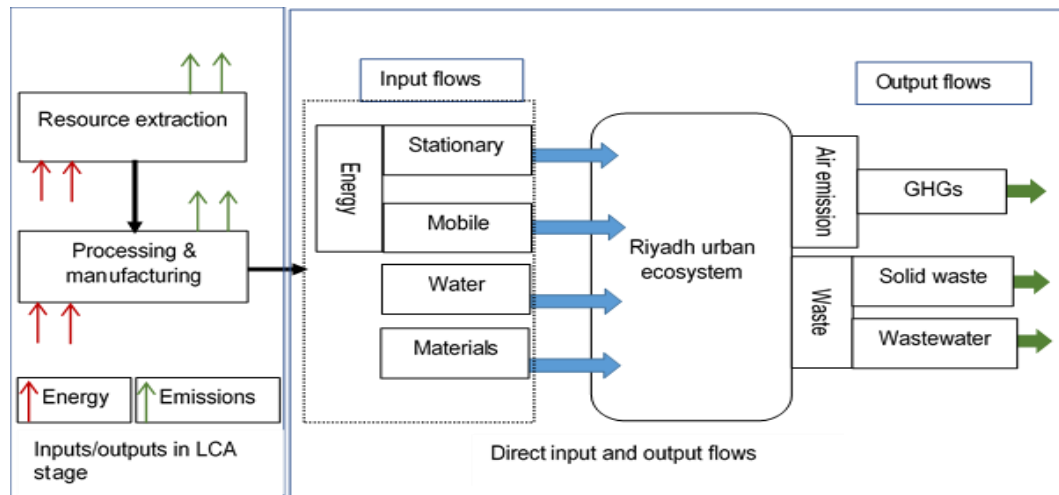 Resource extraction
Processing &
manufacturing
Energy
Emissions
Inputs/outputs in LCA
stage
Input flows
Energy
Stationary
Mobile
Water
Materials
Riyadh urban
ecosystem
Output flows
Air emission
GHGs
Waste
Solid waste
Wastewater
Direct input and output flows